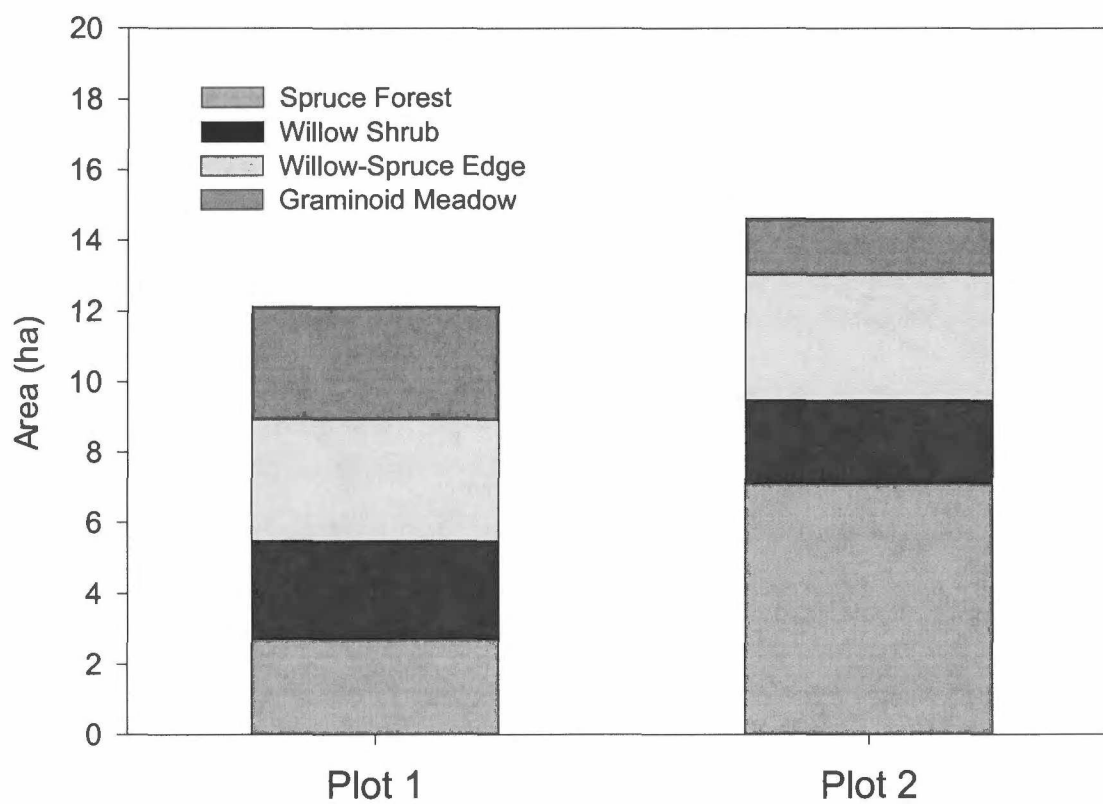 20
18
16
14
12
10
8
6
4
2
0
Area (ha)
Spruce Forest
Willow Shrub
Willow-Spruce Edge
Graminoid Meadow
Plot 1
Plot 2